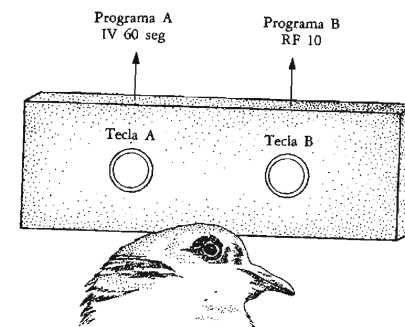 Programa A
IV 60 seg
Programa B
RF 10
Tecla A
Tecla B